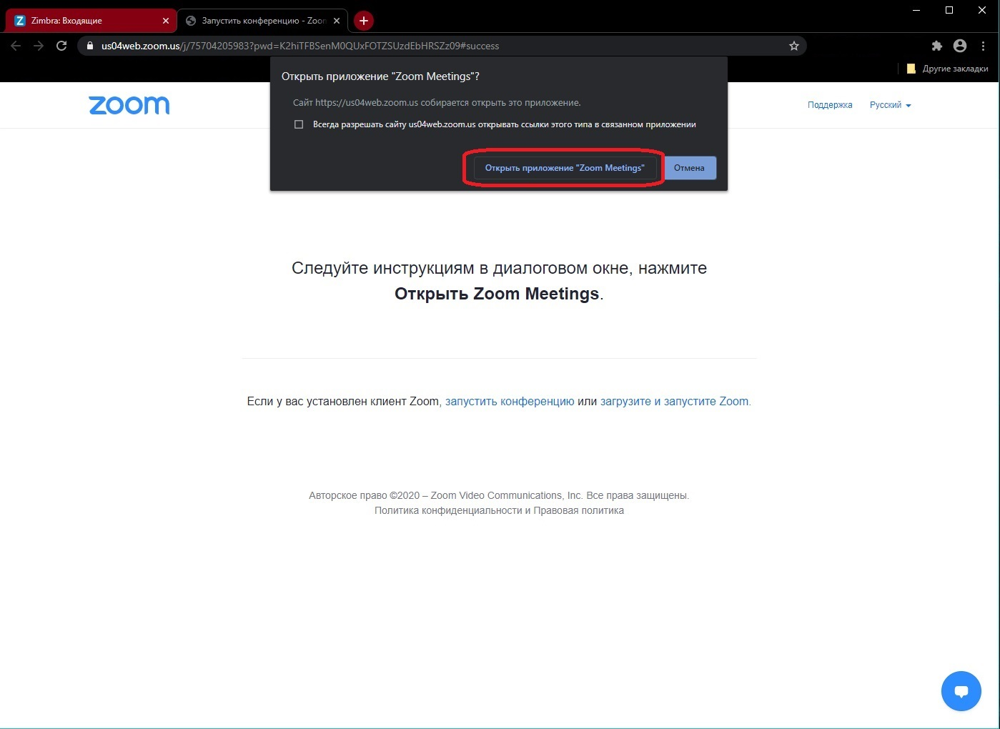 Zimbra: Входящие
Запустить конференцию - Zoom
us04web.zoom.us/j/75704205983?pwd=K2hiTFBSenM0QUxFOTZSUzdEbHRSZz09#success
Другие закладки
Открыть приложение "Zoom Meetings"?
Сайт https://us04web.zoom.us собирается открыть это приложение.
Всегда разрешать сайту us04web.zoom.us открывать ссылки этого типа в связанном приложении
Открыть приложение "Zoom Meetings" Отмена
zoom
Поддержка Русский
Следуйте инструкциям в диалоговом окне, нажмите
Открыть Zoom Meetings.
Если у вас установлен клиент Zoom, запустить конференцию или загрузите и запустите Zoom.
Авторское право ©2020 – Zoom Video Communications, Inc. Все права защищены.
Политика конфиденциальности и Правовая политика